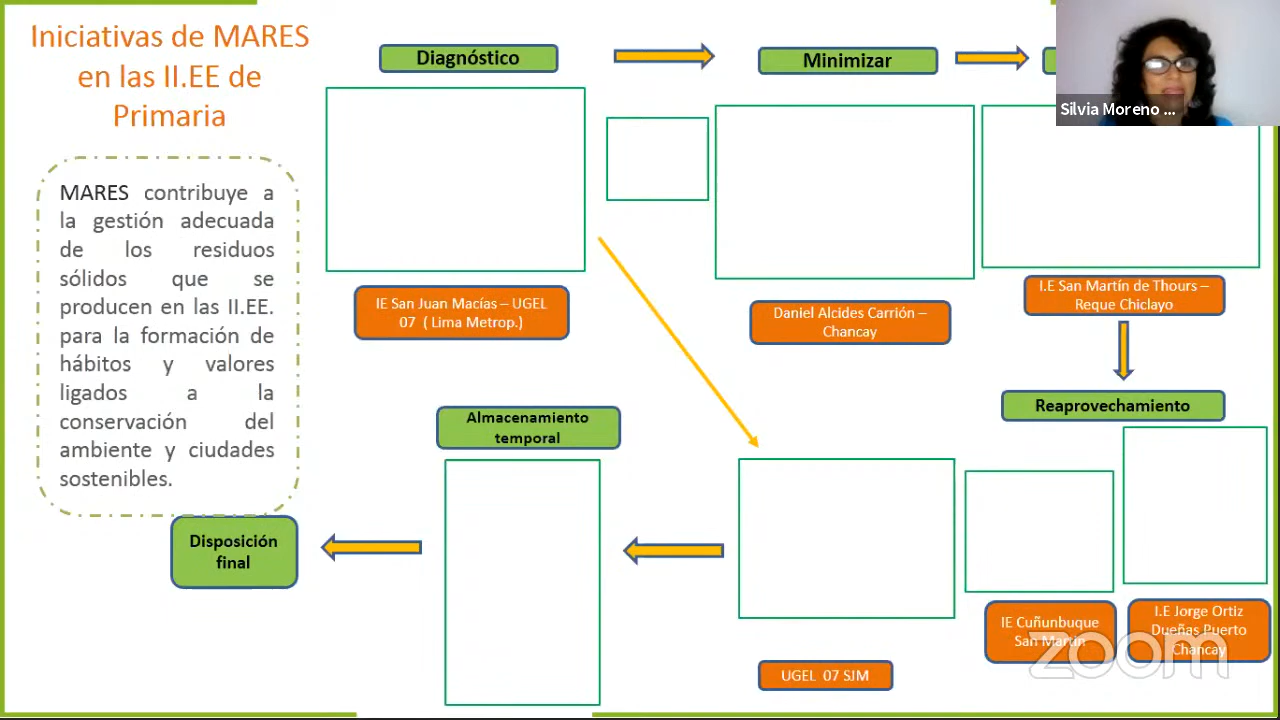 Iniciativas de MARES
en las II.EE de
Primaria
MARES contribuye a
la gestión adecuada
de los residuos
sólidos que se
producen en las II.EE.
para la formación de
hábitos y valores
ligados a la
conservación del
ambiente y ciudades
sostenibles.
Diagnóstico
Minimizar
Silvia Moreno ...
IE San Juan Macías – UGEL
07 ( Lima Metrop.)
Daniel Alcides Carrión –
Chancay
I.E San Martín de Thours –
Reque Chiclayo
Reaprovechamiento
Almacenamiento
temporal
Disposición
final
UGEL 07 SJM
IE Cuñunbuque
San Martin
I.E Jorge Ortiz
Dueñas Puerto
Chancay
zoom